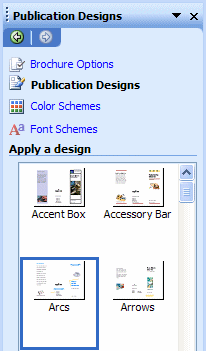 Publication Designs
Brochure Options
Publication Designs
Color Schemes
Font Schemes
Apply a design
Accent Box
Accessory Bar
Arcs
Arrows